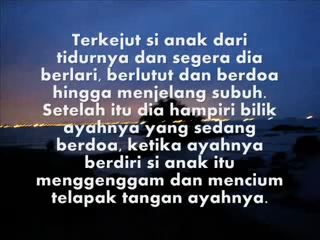 Terkejut si anak dari
tidurnya dan segera dia
berlari, berlutut dan berdoa
hingga menjelang subuh.
Setelah itu dia hampiri bilik
ayahnya yang sedang
berdoa, ketika ayahnya
berdiri si anak itu
menggenggam dan mencium
telapak tangan ayahnya.